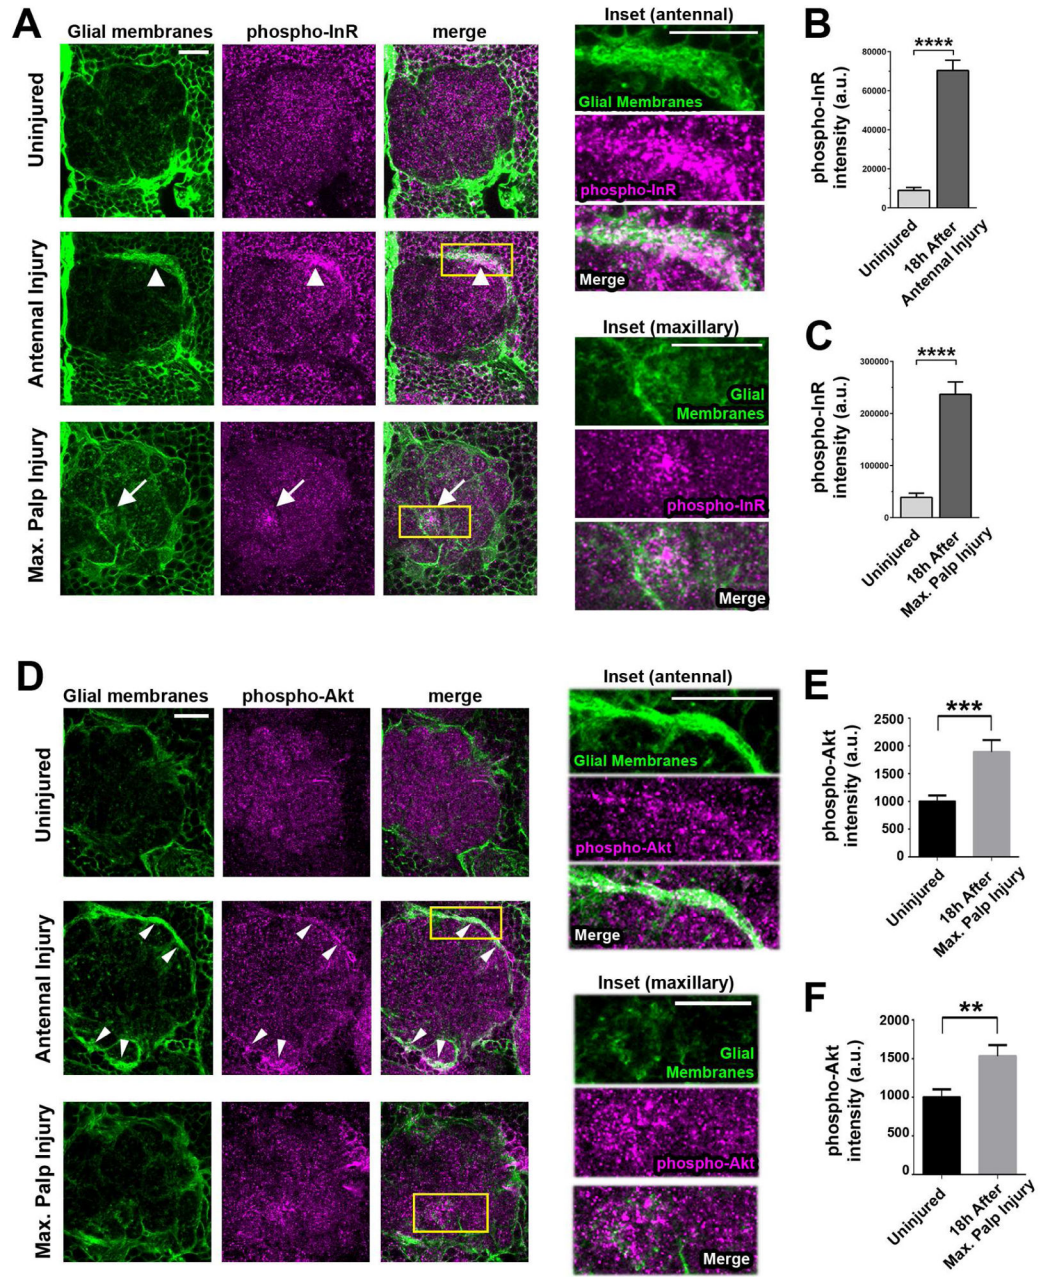 A
Glial membranes
phospho-InR
merge
Uninjured
Antennal Injury
Max. Palp Injury
Inset (antennal)
Glial Membranes
phospho-InR
Merge
Inset (maxillary)
Glial
Membranes
phospho-InR
Merge
B
phospho-InR
intensity (a.u.)
80000
60000
40000
20000
0
****
Uninjured
18h After
Antennal Injury
C
phospho-InR
intensity (a.u.)
300000
200000
100000
0
****
Uninjured
18h After
Max. Palp Injury
D
Glial membranes
phospho-Akt
merge
Uninjured
Antennal Injury
Max. Palp Injury
Inset (antennal)
Glial Membranes
phospho-Akt
Merge
Inset (maxillary)
Glial
Membranes
phospho-Akt
Merge
E
phospho-Akt
intensity (a.u.)
2500
2000
1500
1000
500
0
***
Uninjured
18h After
Max. Palp Injury
F
phospho-Akt
intensity (a.u.)
2000
1500
1000
500
0
**
Uninjured
18h After
Max. Palp Injury